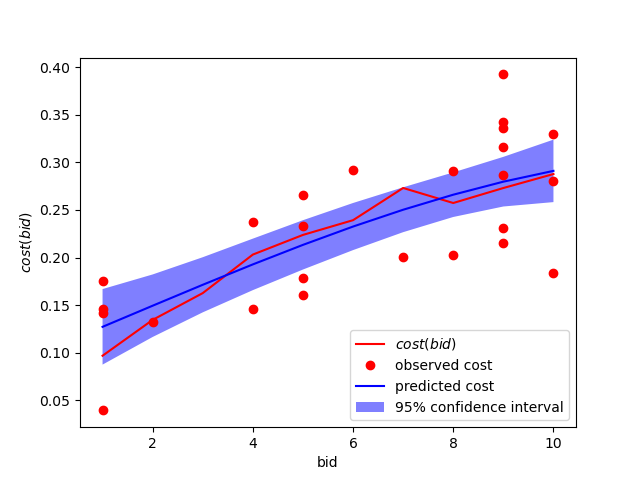 0.40
0.35
0.30
0.25
0.20
0.15
0.10
0.05
cost(bid)
2
4
6
8
10
bid
cost(bid)
observed cost
predicted cost
95% confidence interval